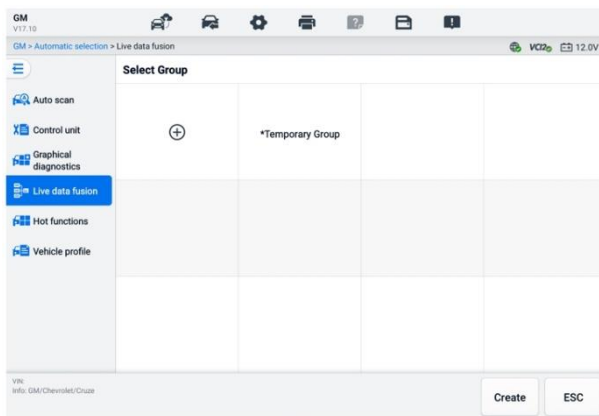 GM
V17.10
GM > Automatic selection > Live data fusion
VCI2
12.0V
Select Group
Auto scan
Control unit
Graphical
diagnostics
Live data fusion
Hot functions
Vehicle profile
*Temporary Group
VIN:
Info: GM/Chevrolet/Cruze
Create
ESC